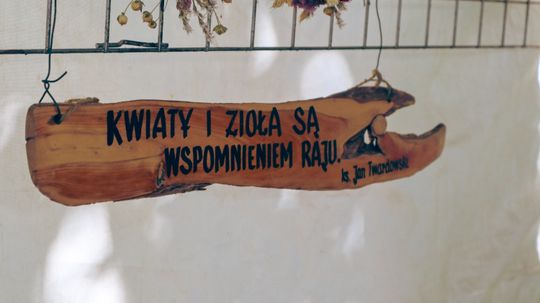 KWIATY I ZIOŁA SĄ
WSPOMNIENIEM RAJU.
ks. Jan Twardowski